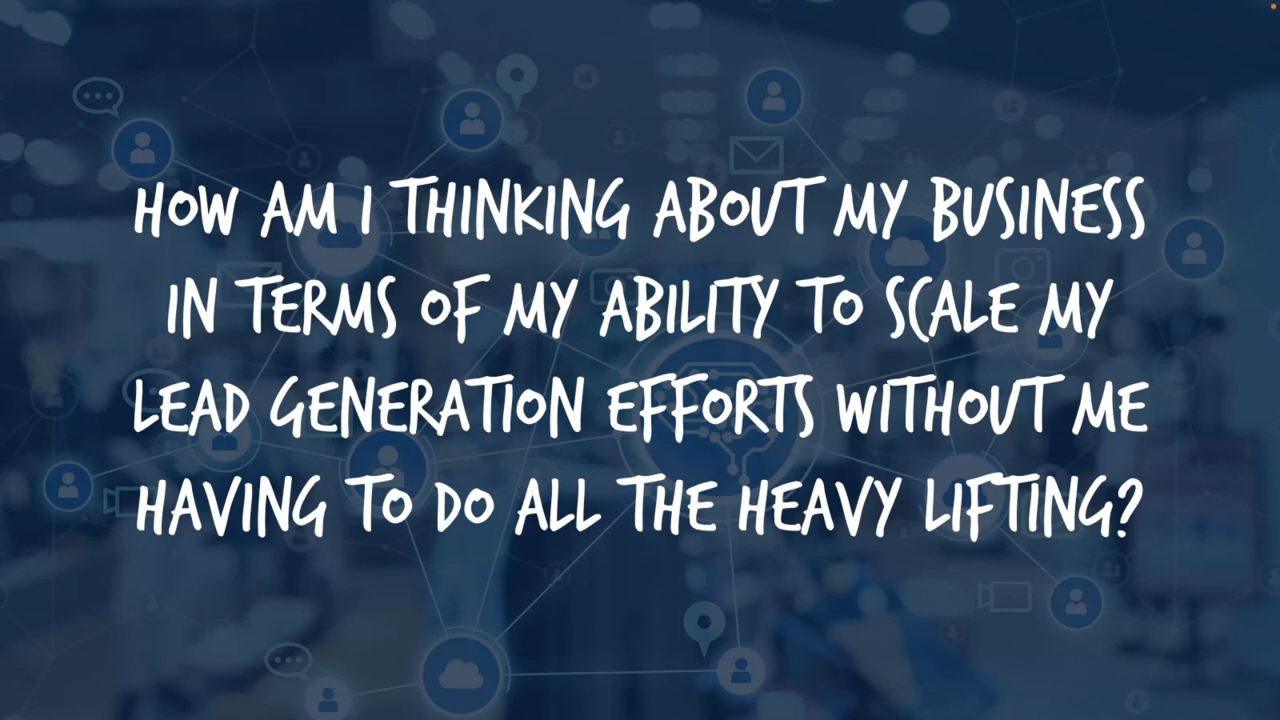 HOW AM I THINKING ABOUT MY BUSINESS
IN TERMS OF MY ABILITY TO SCALE MY
LEAD GENERATION EFFORTS WITHOUT ME
HAVING TO DO ALL THE HEAVY LIFTING?